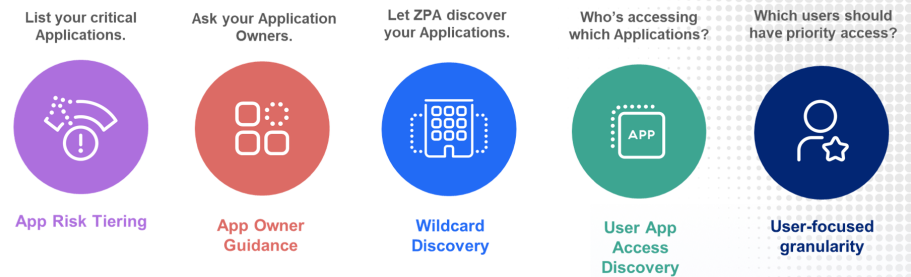 List your critical
Applications.
Ask your Application
Owners.
Let ZPA discover
your Applications.
Who's accessing
which Applications?
Which users should
have priority access?
APP
App Risk Tiering
App Owner
Guidance
Wildcard
Discovery
User App
Access
Discovery
User-focused
granularity